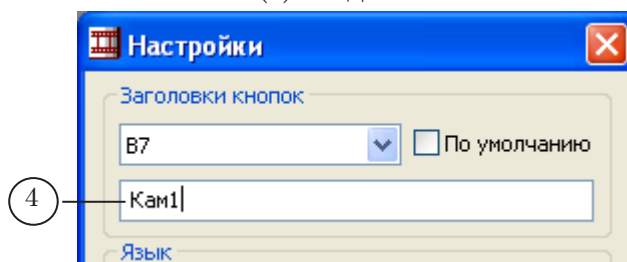 Настройки
Заголовки кнопок
B7
По умолчанию
4
Кам1
Язык